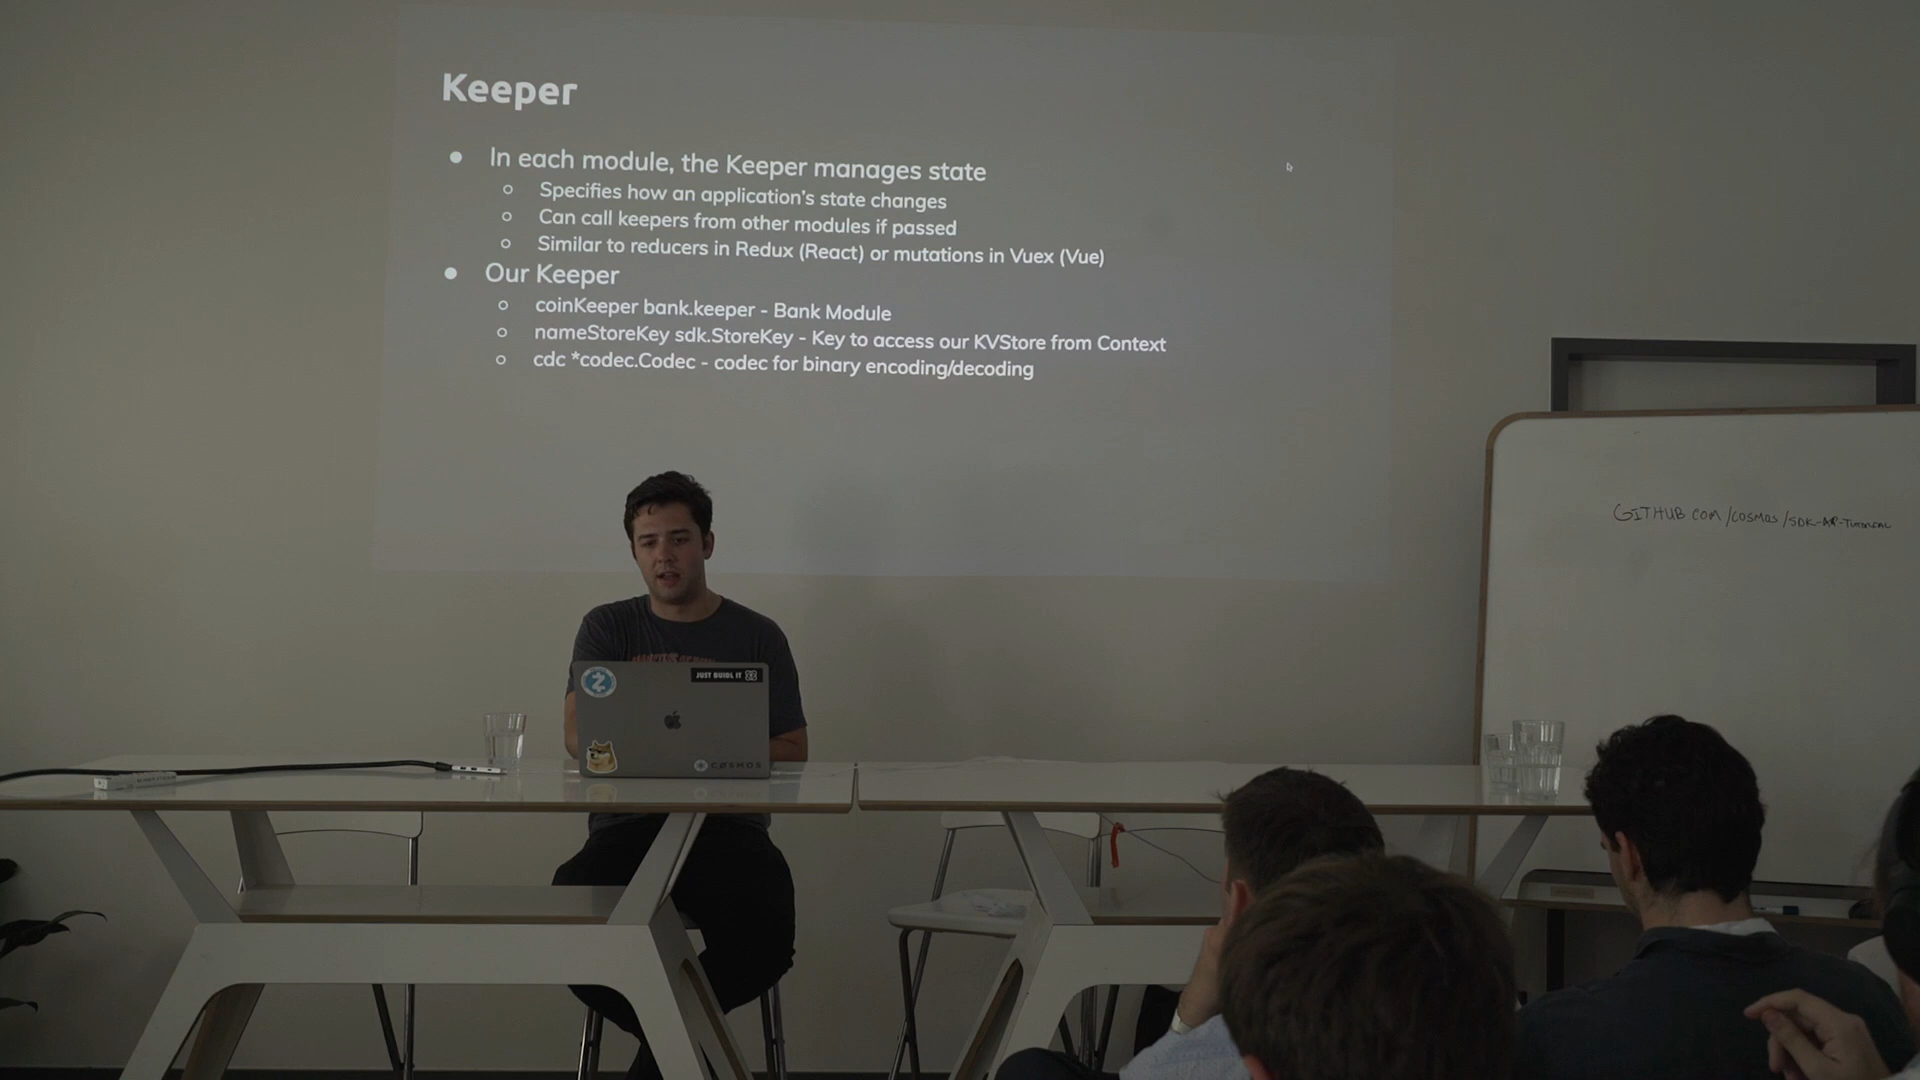 Keeper
● In each module, the Keeper manages state
○ Specifies how an application's state changes
○ Can call keepers from other modules if passed
○ Similar to reducers in Redux (React) or mutations in Vuex (Vue)
● Our Keeper
○ coinKeeper bank.keeper - Bank Module
○ nameStoreKey sdk.StoreKey - Key to access our KVStore from Context
○ cdc *codec.Codec - codec for binary encoding/decoding
GITHUB.COM/COSMOS/SDK-AP-TUTORIAL
JUST BUIDL IT
COSMOS